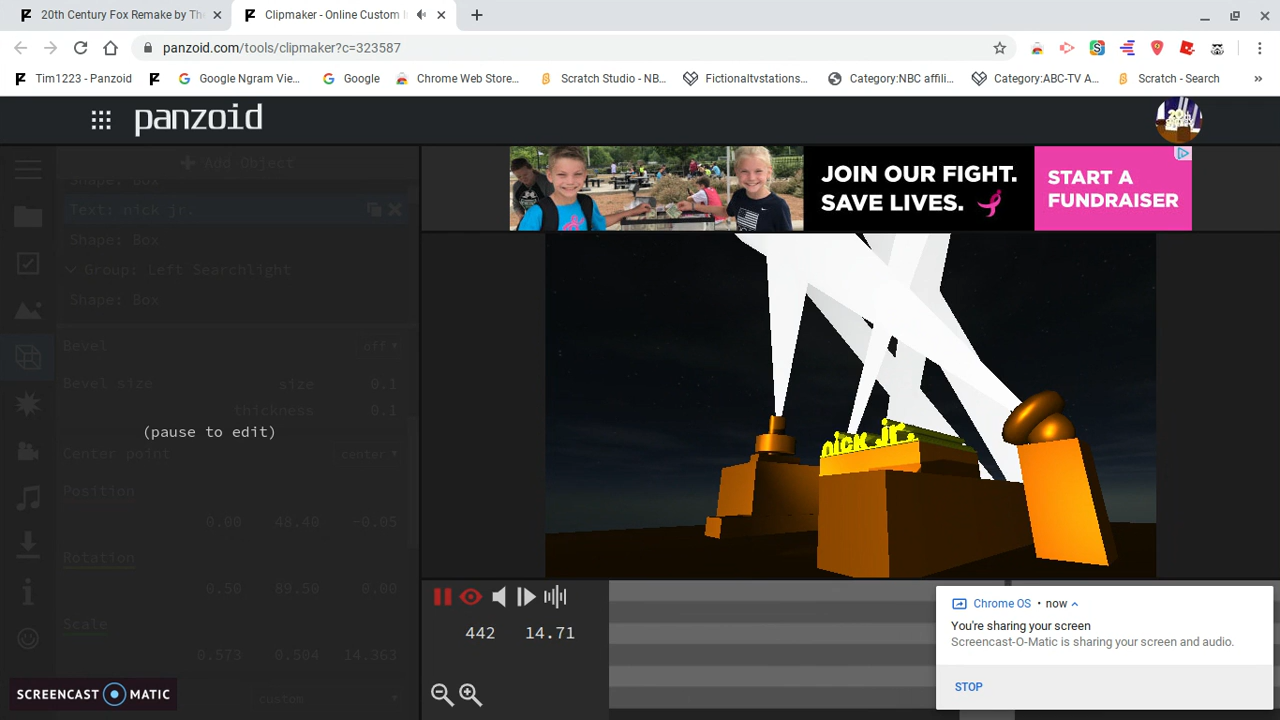 20th Century Fox Remake by Th
Clipmaker - Online Custom I
panzoid.com/tools/clipmaker?c=323587
Tim1223 - Panzoid
Google Ngram Vie...
Google
Chrome Web Store...
Scratch Studio - NB...
Fictionaltvstations...
Category:NBC affili...
Category:ABC-TV A...
Scratch - Search
»
panzoid
Add Object
Shape: Box
Text: nick jr.
Shape: Box
Group: Left Searchlight
Shape: Box
Bevel off
Bevel size size 0.1
thickness 0.1
(pause to edit)
Center point center
Position
0.00 48.40 -0.05
Rotation
0.50 89.50 0.00
Scale
0.573 0.504 14.363
custom
JOIN OUR FIGHT.
SAVE LIVES.
START A
FUNDRAISER
nick jr.
442 14.71
Chrome OS • now
You're sharing your screen
Screencast-O-Matic is sharing your screen and audio.
STOP
SCREENCAST MATIC